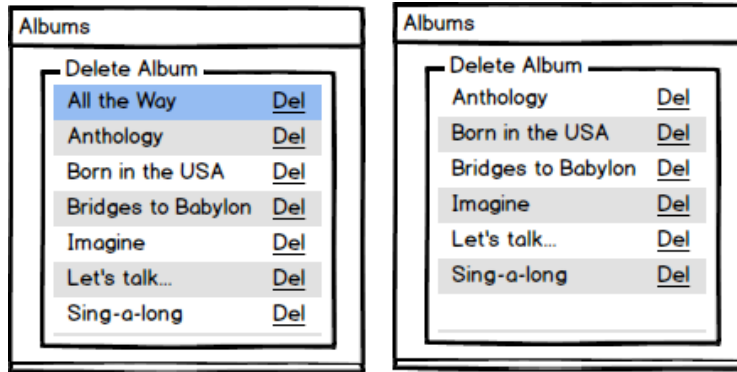 Albums
Delete Album
All the Way Del
Anthology Del
Born in the USA Del
Bridges to Babylon Del
Imagine Del
Let's talk... Del
Sing-a-long Del
Albums
Delete Album
Anthology Del
Born in the USA Del
Bridges to Babylon Del
Imagine Del
Let's talk... Del
Sing-a-long Del